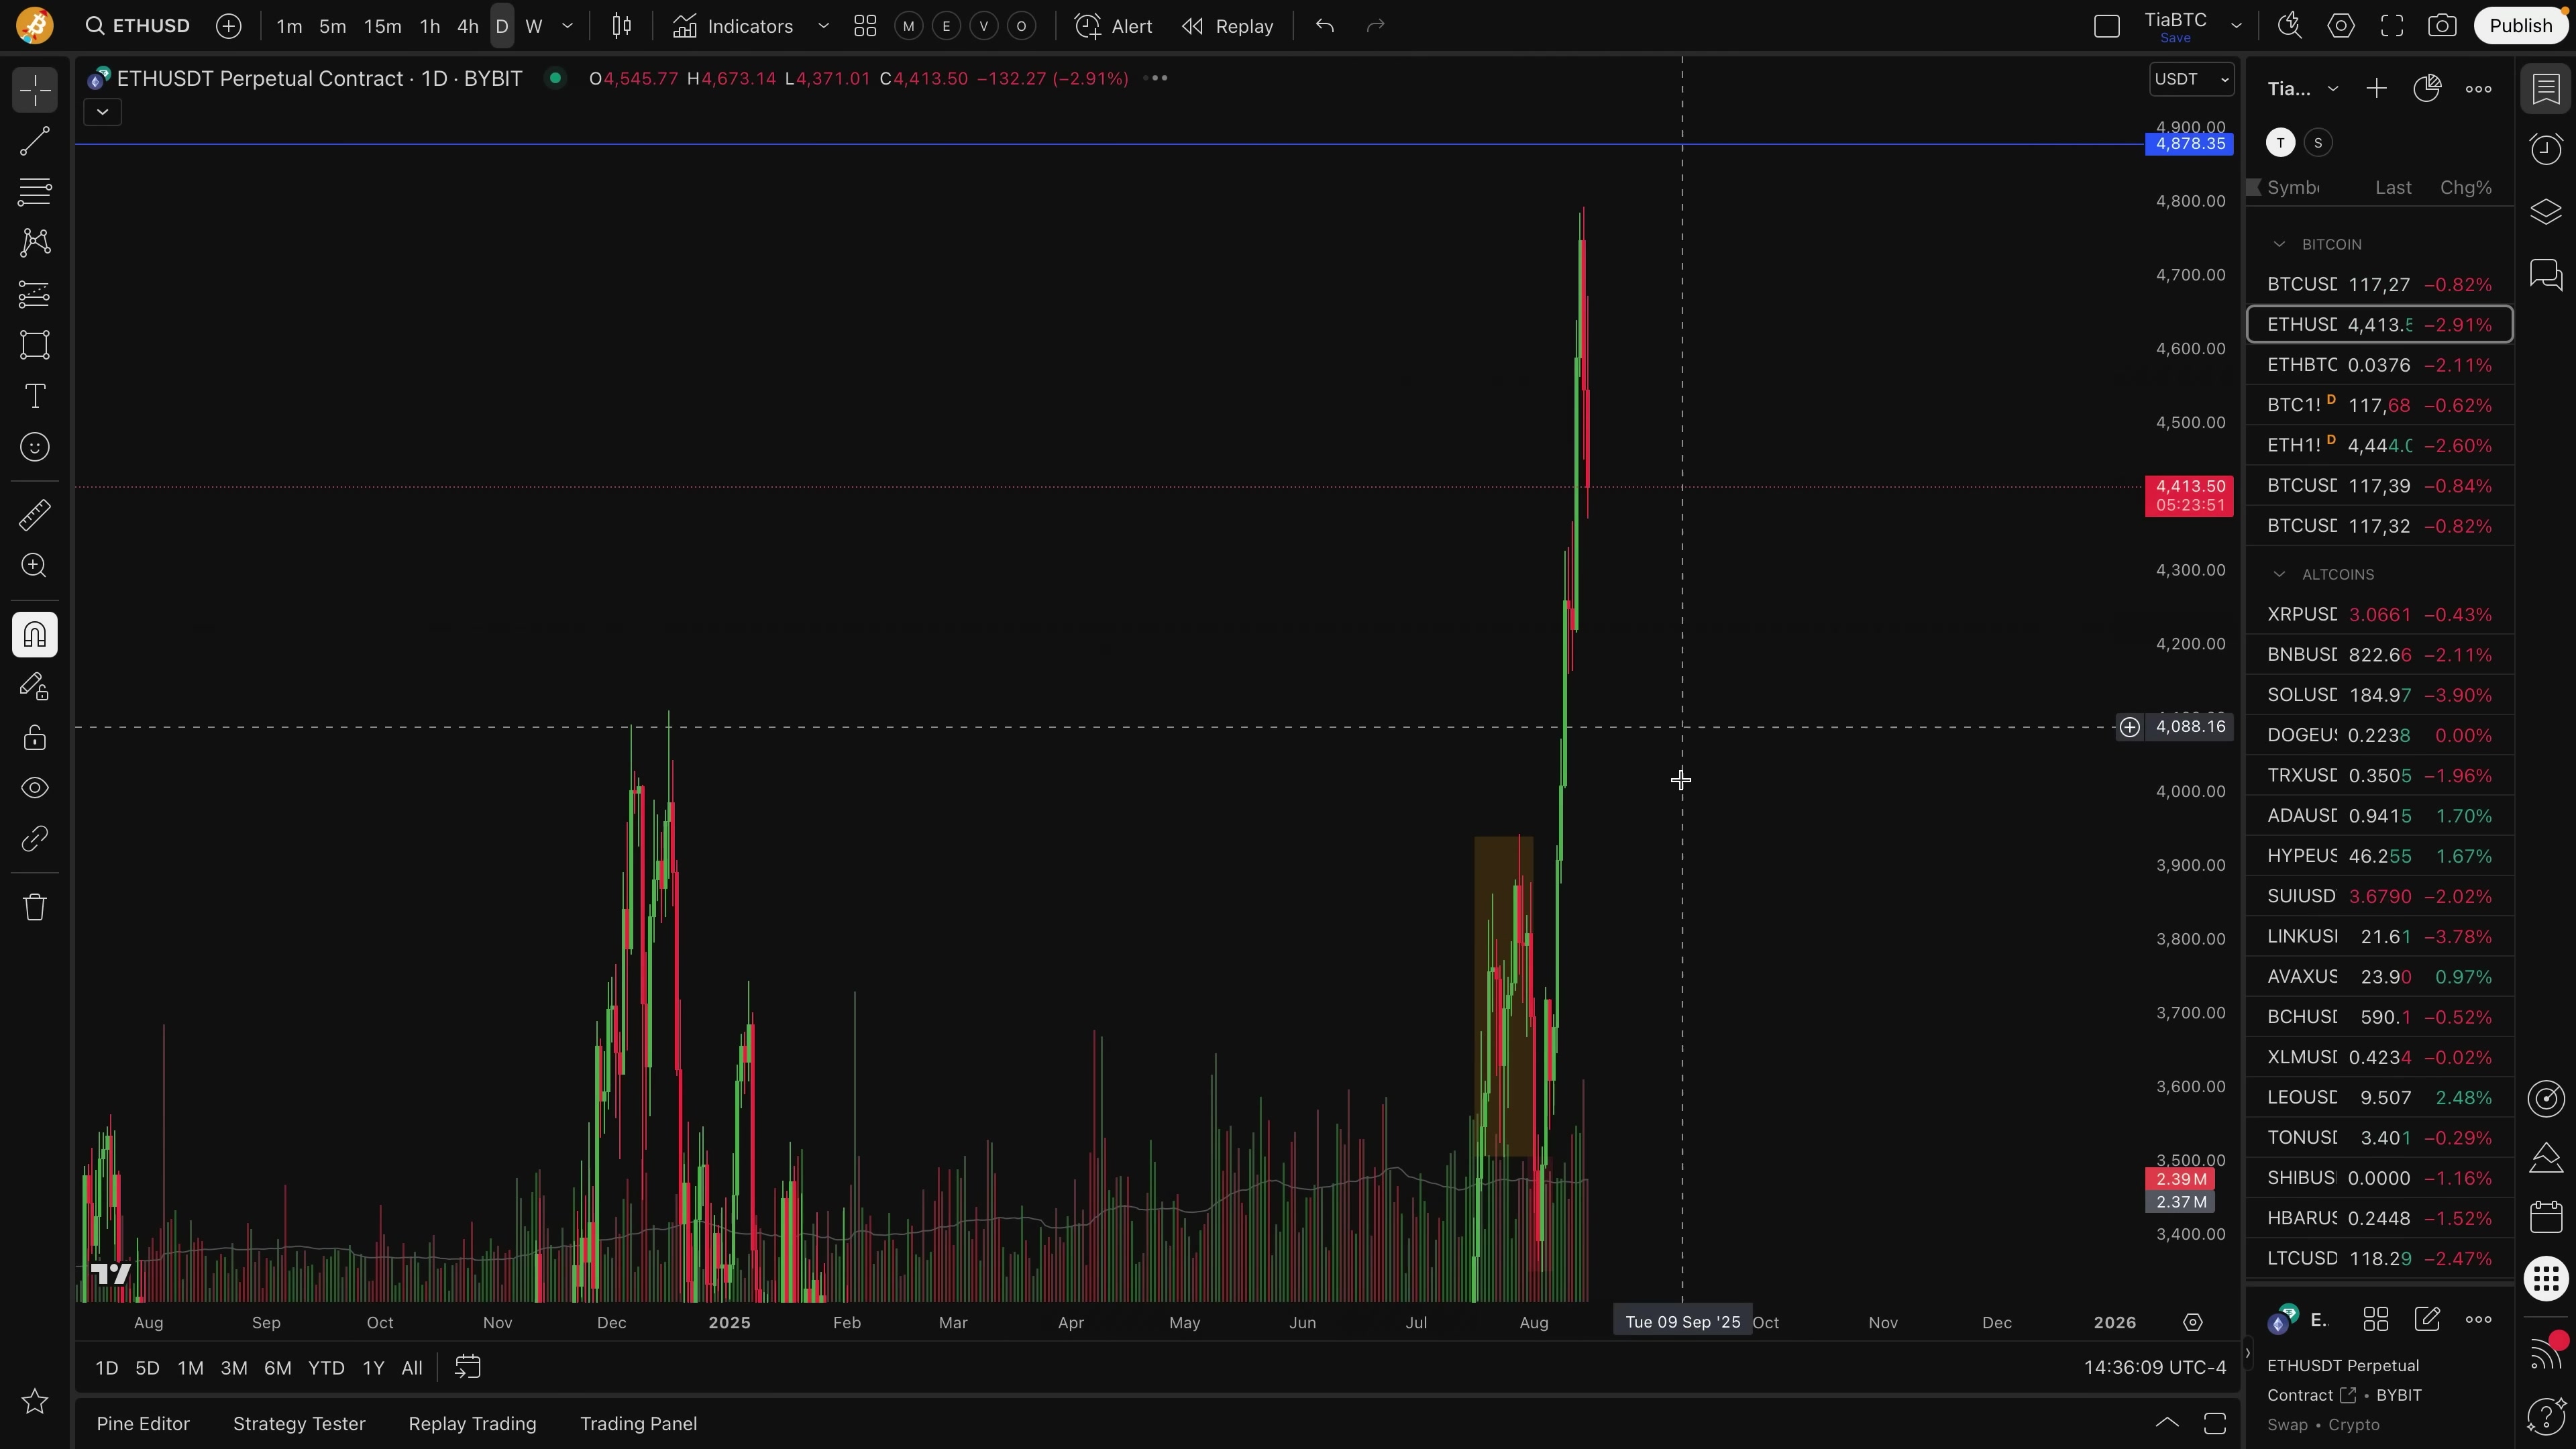 ETHUSD 1m 5m 15m 1h 4h D W Indicators M E V O Alert Replay TiaBTC Save Publish
ETHUSDT Perpetual Contract · 1D · BYBIT O4,545.77 H4,673.14 L4,371.01 C4,413.50 −132.27 (−2.91%)
USDT
4,900.00
4,878.35
4,800.00
4,700.00
4,600.00
4,500.00
4,413.50
05:23:51
4,300.00
4,200.00
4,088.16
4,000.00
3,900.00
3,800.00
3,700.00
3,600.00
3,500.00
2.39 M
2.37 M
3,400.00
Aug Sep Oct Nov Dec 2025 Feb Mar Apr May Jun Jul Aug Tue 09 Sep '25 Oct Nov Dec 2026
1D 5D 1M 3M 6M YTD 1Y All
14:36:09 UTC-4
Pine Editor Strategy Tester Replay Trading Trading Panel
Tia...
T S
Symb Last Chg%
BITCOIN
BTCUSD 117,27 −0.82%
ETHUSD 4,413.5 −2.91%
ETHBTC 0.0376 −2.11%
BTC1! D 117,68 −0.62%
ETH1! D 4,444.0 −2.60%
BTCUSD 117,39 −0.84%
BTCUSD 117,32 −0.82%
ALTCOINS
XRPUSD 3.0661 −0.43%
BNBUSD 822.66 −2.11%
SOLUSD 184.97 −3.90%
DOGEU 0.2238 0.00%
TRXUSD 0.3505 −1.96%
ADAUSD 0.9415 1.70%
HYPEUS 46.255 1.67%
SUIUSD 3.6790 −2.02%
LINKUS 21.61 −3.78%
AVAXUS 23.90 0.97%
BCHUSD 590.1 −0.52%
XLMUSD 0.4234 −0.02%
LEOUSD 9.507 2.48%
TONUSD 3.401 −0.29%
SHIBUS 0.0000 −1.16%
HBARUS 0.2448 −1.52%
LTCUSD 118.29 −2.47%
E.
ETHUSDT Perpetual
Contract • BYBIT
Swap • Crypto